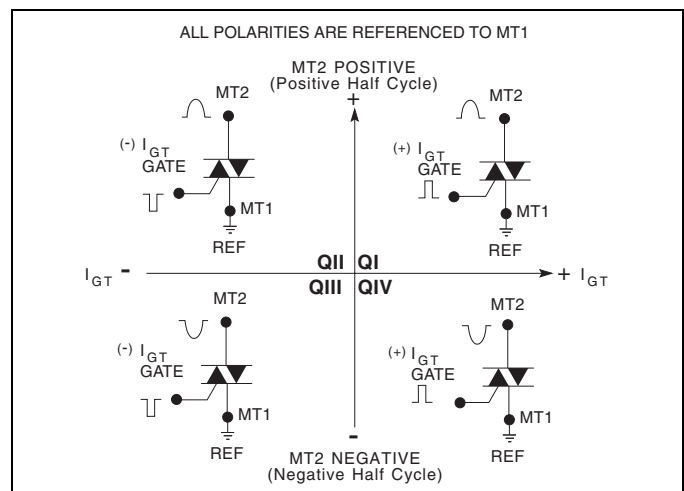 ALL POLARITIES ARE REFERENCED TO MT1
MT2 POSITIVE
(Positive Half Cycle)
+
MT2
(-) IGT
GATE
MT1
REF
MT2
(+) IGT
GATE
MT1
REF
IGT -
QII QI
QIII QIV
+ IGT
MT2
(-) IGT
GATE
MT1
REF
MT2
(+) IGT
GATE
MT1
REF
-
MT2 NEGATIVE
(Negative Half Cycle)